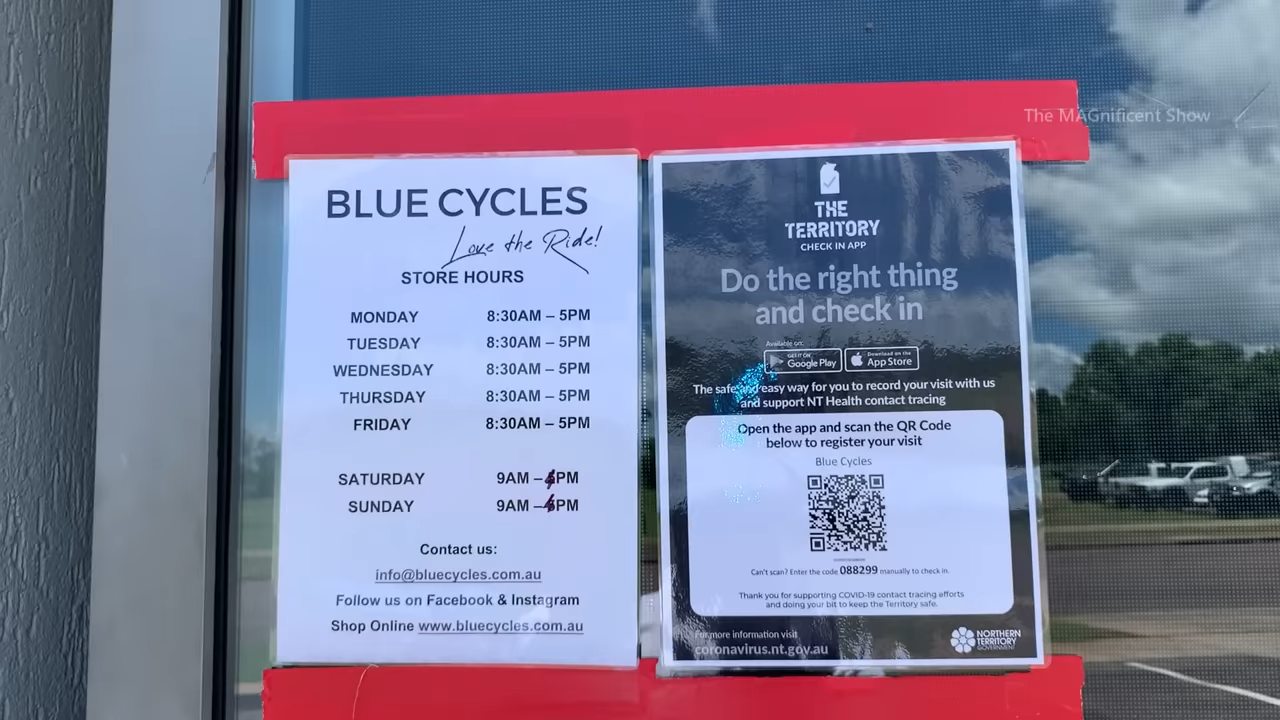 The MAGnificent Show
BLUE CYCLES
Love the Ride!
STORE HOURS
MONDAY 8:30AM – 5PM
TUESDAY 8:30AM – 5PM
WEDNESDAY 8:30AM – 5PM
THURSDAY 8:30AM – 5PM
FRIDAY 8:30AM – 5PM
SATURDAY 9AM – PM
SUNDAY 9AM – PM
Contact us:
info@bluecycles.com.au
Follow us on Facebook & Instagram
Shop Online www.bluecycles.com.au
THE
TERRITORY
CHECK IN APP
Do the right thing
and check in
Available on:
GET IT ON
Google Play
Download on the
App Store
The safe and easy way for you to record your visit with us
and support NT Health contact tracing
Open the app and scan the QR Code
below to register your visit
Blue Cycles
Can't scan? Enter the code 088299 manually to check in.
Thank you for supporting COVID-19 contact tracing efforts
and doing your bit to keep the Territory safe.
For more information visit
coronavirus.nt.gov.au
NORTHERN
TERRITORY
GOVERNMENT